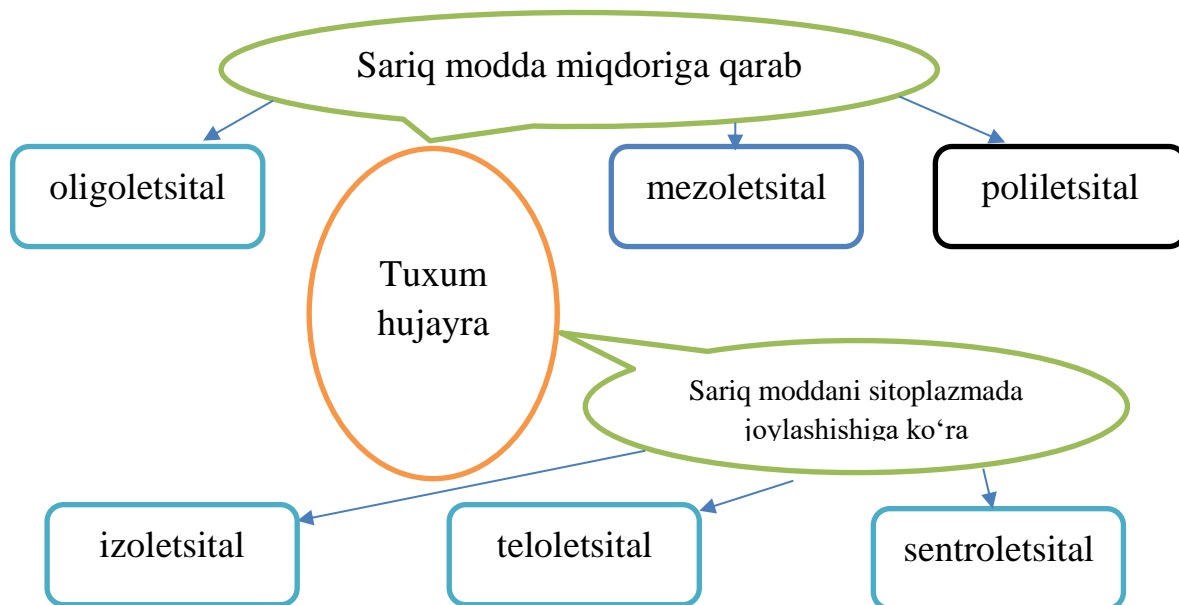 Sariq modda miqdoriga qarab
oligoletsital
mezoletsital
poliletsital
Tuxum
hujayra
Sariq moddani sitoplazmada
joylashishiga ko‘ra
izoletsital
teloletsital
sentroletsital